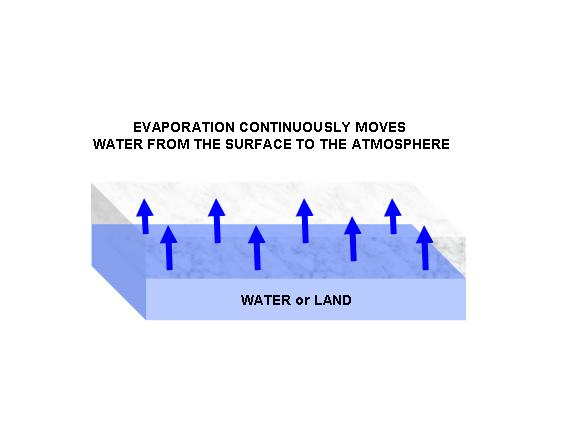 EVAPORATION CONTINUOUSLY MOVES
WATER FROM THE SURFACE TO THE ATMOSPHERE
WATER or LAND